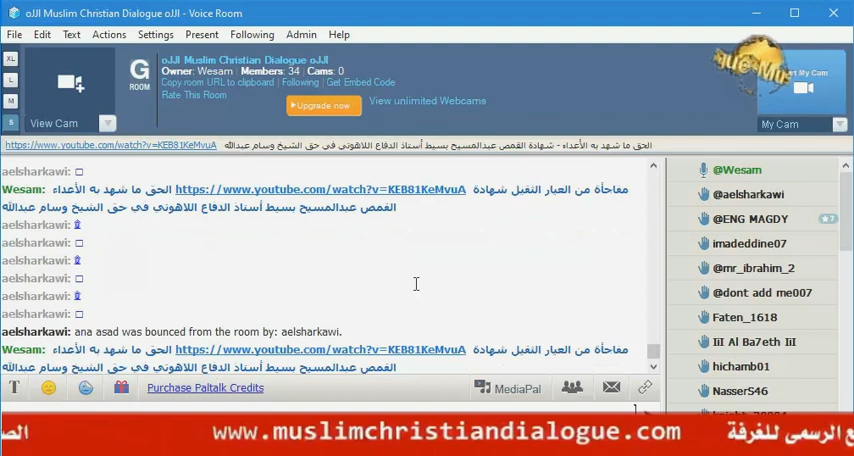 oJJI Muslim Christian Dialogue oJJI - Voice Room
File Edit Text Actions Settings Present Following Admin Help
XL
L
M
S
View Cam
G
ROOM
oJJI Muslim Christian Dialogue oJJI
Owner: Wesam | Members: 34 | Cams: 0
Copy room URL to clipboard | Following | Get Embed Code
Rate This Room
Upgrade now
View unlimited Webcams
My Cam
الحق ما شهد به الأعداء - شهادة القمص عبدالمسيح بسيط أستاذ الدفاع اللاهوتي في حق الشيخ وسام عبدالله https://www.youtube.com/watch?v=KEB81KeMvuA
aelsharkawi:
Wesam: مفاجأة من العيار الثقيل شهادة https://www.youtube.com/watch?v=KEB81KeMvuA الحق ما شهد به الأعداء
القمص عبدالمسيح بسيط أستاذ الدفاع اللاهوتي في حق الشيخ وسام عبدالله
aelsharkawi:
aelsharkawi:
aelsharkawi:
aelsharkawi:
aelsharkawi:
aelsharkawi:
aelsharkawi: ana asad was bounced from the room by: aelsharkawi.
Wesam: مفاجأة من العيار الثقيل شهادة https://www.youtube.com/watch?v=KEB81KeMvuA الحق ما شهد به الأعداء
القمص عبدالمسيح بسيط أستاذ الدفاع اللاهوتي في حق الشيخ وسام عبدالله
@Wesam
@aelsharkawi
@ENG MAGDY
imadeddine07
@mr_ibrahim_2
@dont add me007
Faten_1618
IiI Al Ba7eth IiI
hichamb01
NasserS46
T Purchase Paltalk Credits MediaPal
www.muslimchristiandialogue.com الرسمى للغرفة